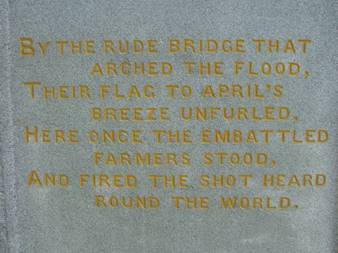 BY THE RUDE BRIDGE THAT
ARCHED THE FLOOD,
THEIR FLAG TO APRIL'S
BREEZE UNFURLED,
HERE ONCE THE EMBATTLED
FARMERS STOOD,
AND FIRED THE SHOT HEARD
ROUND THE WORLD.